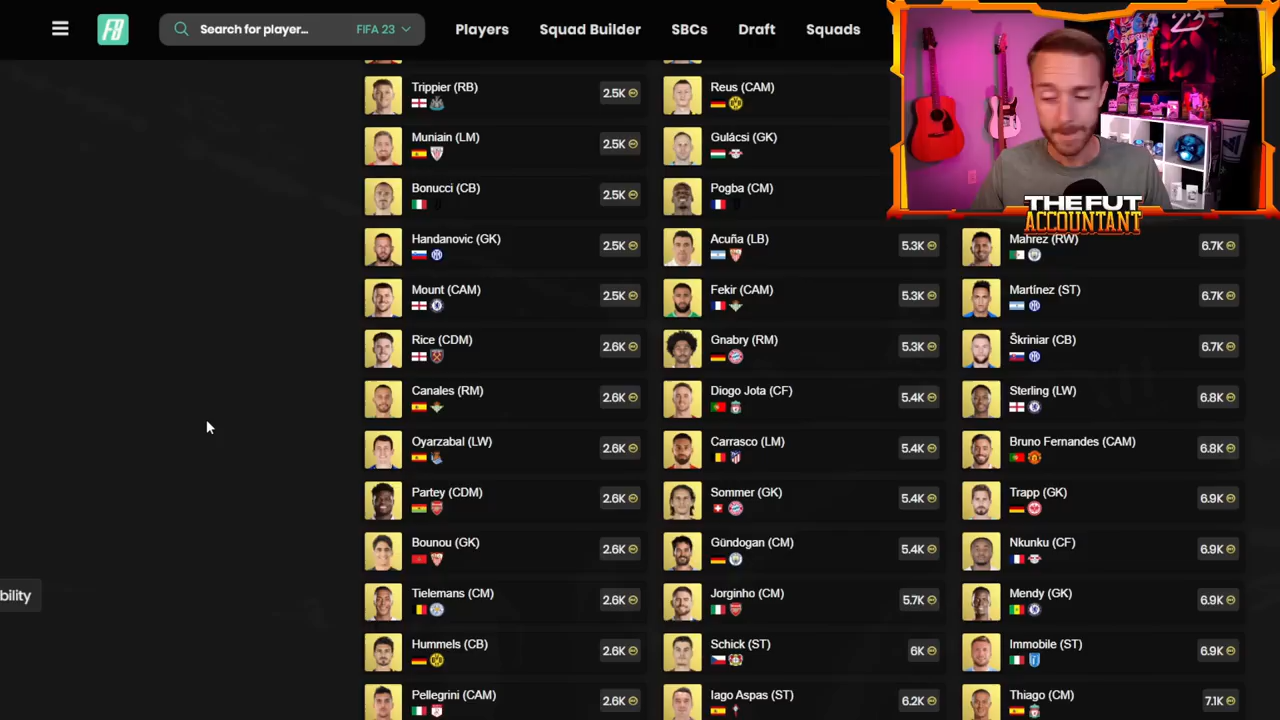 F8
Search for player...
FIFA 23
Players
Squad Builder
SBCs
Draft
Squads
23
THE FUT
ACCOUNTANT
Trippier (RB)
2.5K
Muniain (LM)
2.5K
Bonucci (CB)
2.5K
Handanovic (GK)
2.5K
Mount (CAM)
2.5K
Rice (CDM)
2.6K
Canales (RM)
2.6K
Oyarzabal (LW)
2.6K
Partey (CDM)
2.6K
Bounou (GK)
2.6K
Tielemans (CM)
2.6K
Hummels (CB)
2.6K
Pellegrini (CAM)
2.6K
Reus (CAM)
Gulácsi (GK)
Pogba (CM)
Acuña (LB)
5.3K
Fekir (CAM)
5.3K
Gnabry (RM)
5.3K
Diogo Jota (CF)
5.4K
Carrasco (LM)
5.4K
Sommer (GK)
5.4K
Gündogan (CM)
5.4K
Jorginho (CM)
5.7K
Schick (ST)
6K
Iago Aspas (ST)
6.2K
Mahrez (RW)
6.7K
Martínez (ST)
6.7K
Škriniar (CB)
6.7K
Sterling (LW)
6.8K
Bruno Fernandes (CAM)
6.8K
Trapp (GK)
6.9K
Nkunku (CF)
6.9K
Mendy (GK)
6.9K
Immobile (ST)
6.9K
Thiago (CM)
7.1K
bility